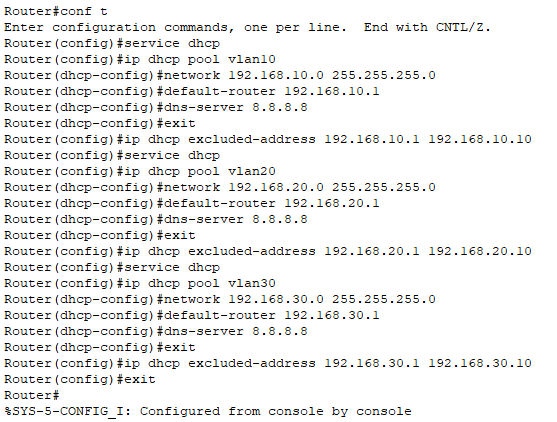 Router#conf t
Enter configuration commands, one per line.  End with CNTL/Z.
Router(config)#service dhcp
Router(config)#ip dhcp pool vlan10
Router(dhcp-config)#network 192.168.10.0 255.255.255.0
Router(dhcp-config)#default-router 192.168.10.1
Router(dhcp-config)#dns-server 8.8.8.8
Router(dhcp-config)#exit
Router(config)#ip dhcp excluded-address 192.168.10.1 192.168.10.10
Router(config)#service dhcp
Router(config)#ip dhcp pool vlan20
Router(dhcp-config)#network 192.168.20.0 255.255.255.0
Router(dhcp-config)#default-router 192.168.20.1
Router(dhcp-config)#dns-server 8.8.8.8
Router(dhcp-config)#exit
Router(config)#ip dhcp excluded-address 192.168.20.1 192.168.20.10
Router(config)#service dhcp
Router(config)#ip dhcp pool vlan30
Router(dhcp-config)#network 192.168.30.0 255.255.255.0
Router(dhcp-config)#default-router 192.168.30.1
Router(dhcp-config)#dns-server 8.8.8.8
Router(dhcp-config)#exit
Router(config)#ip dhcp excluded-address 192.168.30.1 192.168.30.10
Router(config)#exit
Router#
%SYS-5-CONFIG_I: Configured from console by console